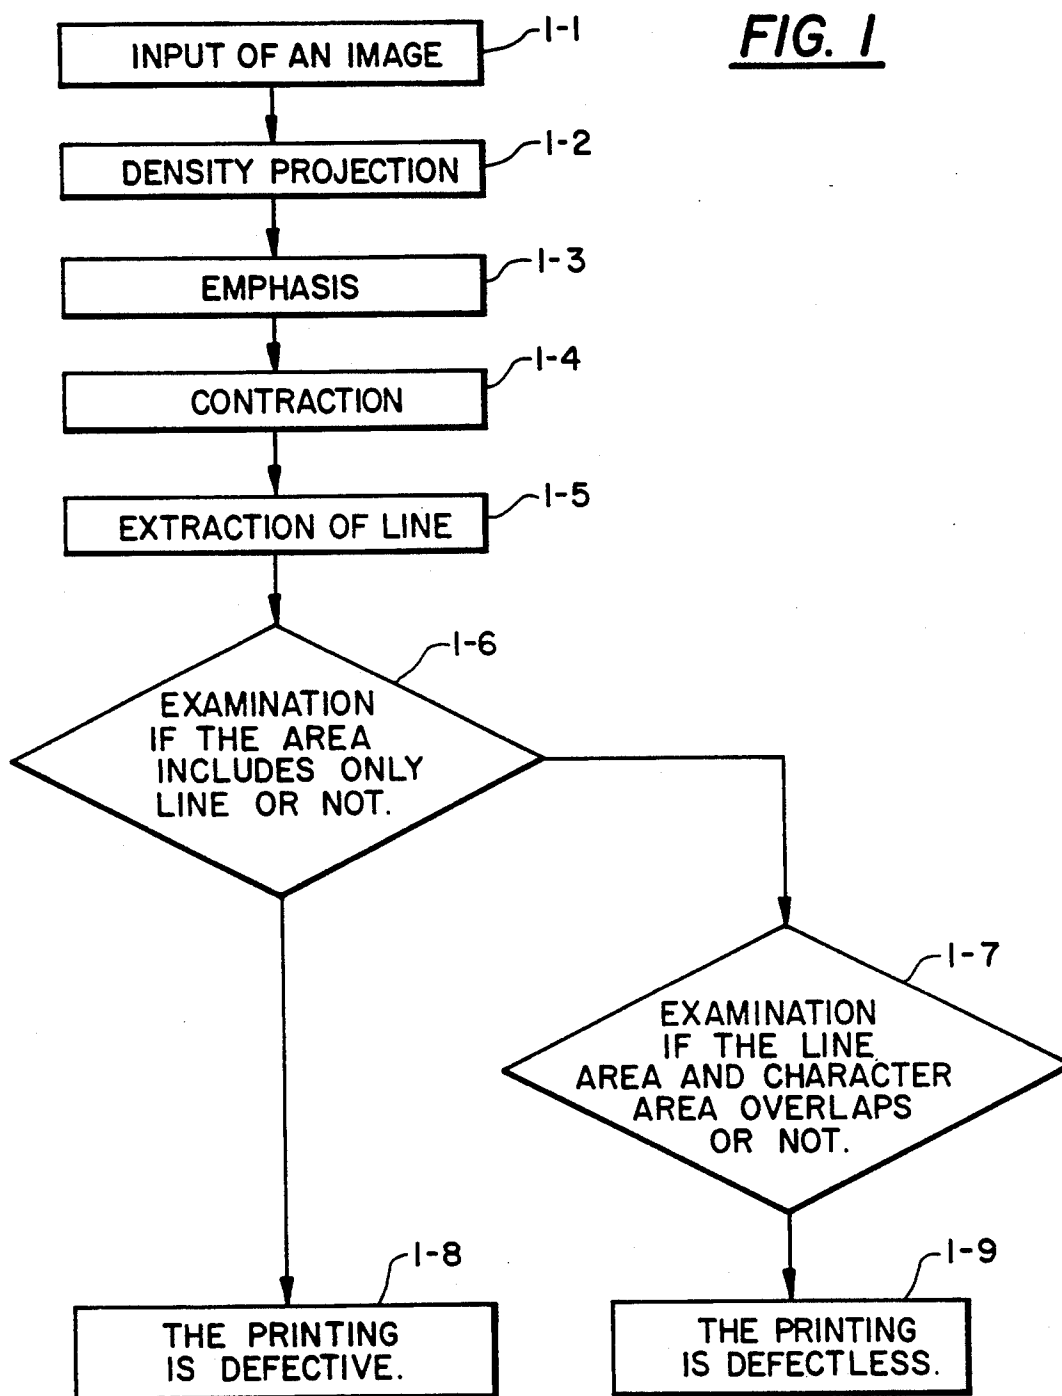 FIG. 1
1-1
INPUT OF AN IMAGE
1-2
DENSITY PROJECTION
1-3
EMPHASIS
1-4
CONTRACTION
1-5
EXTRACTION OF LINE
1-6
EXAMINATION
IF THE AREA
INCLUDES ONLY
LINE OR NOT.
1-7
EXAMINATION
IF THE LINE
AREA AND CHARACTER
AREA OVERLAPS
OR NOT.
1-8
THE PRINTING
IS DEFECTIVE.
1-9
THE PRINTING
IS DEFECTLESS.